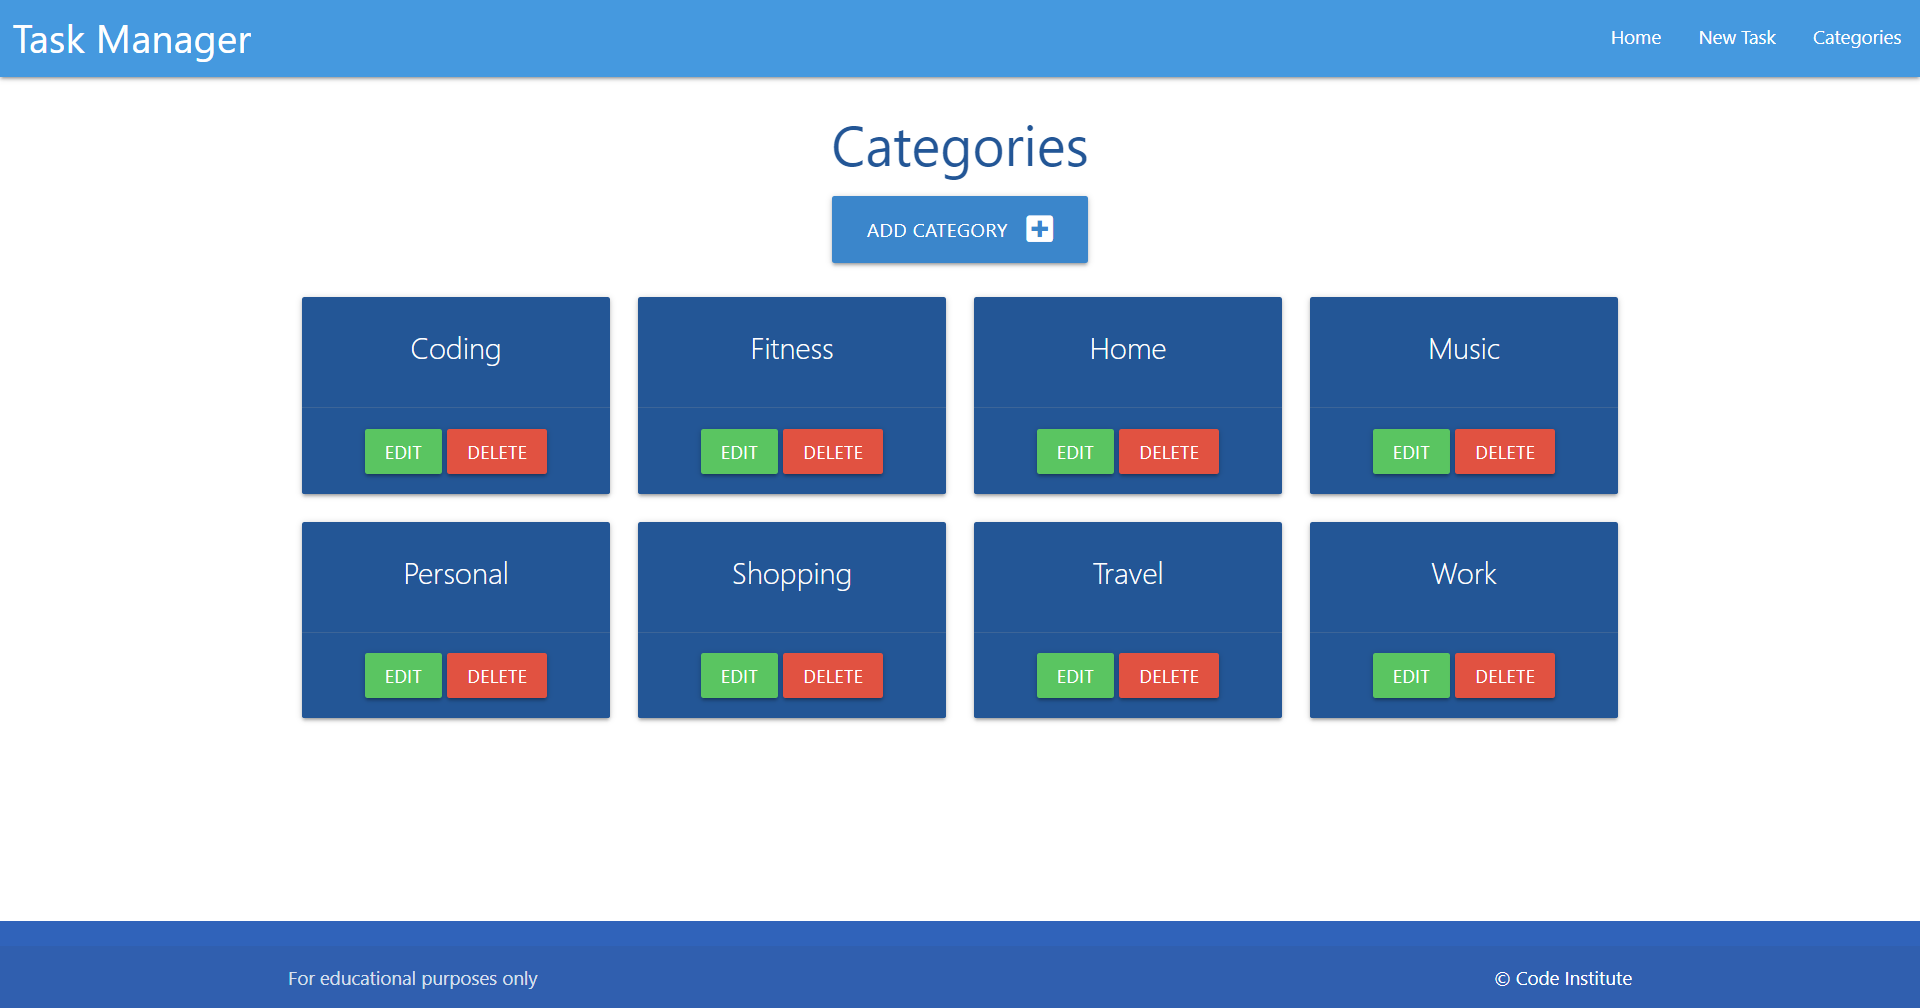 Task Manager
Home New Task Categories
Categories
ADD CATEGORY
Coding Fitness Home Music
EDIT DELETE EDIT DELETE EDIT DELETE EDIT DELETE
Personal Shopping Travel Work
EDIT DELETE EDIT DELETE EDIT DELETE EDIT DELETE
For educational purposes only
© Code Institute